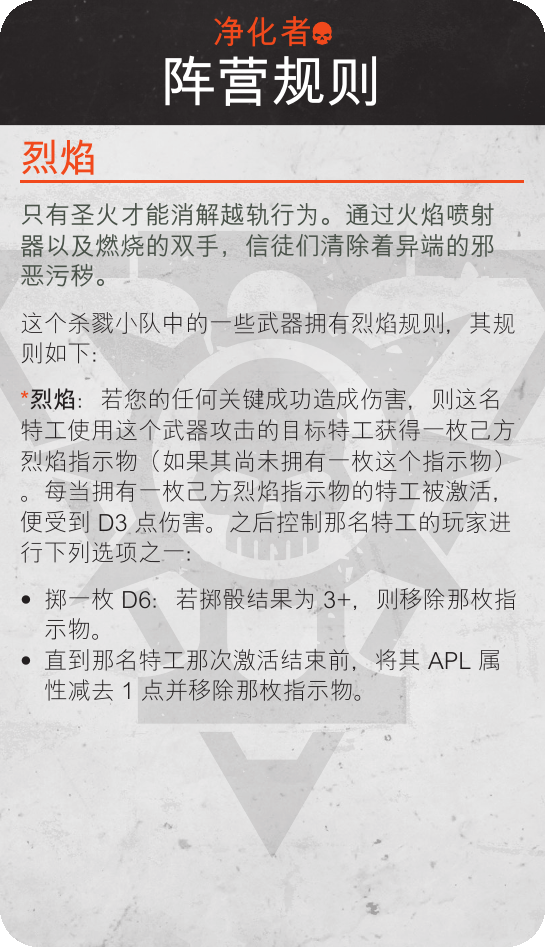 净化者
阵营规则
烈焰
只有圣火才能消解越轨行为。通过火焰喷射
器以及燃烧的双手，信徒们清除着异端的邪
恶污秽。
这个杀戮小队中的一些武器拥有烈焰规则，其规
则如下：
*烈焰：若您的任何关键成功造成伤害，则这名
特工使用这个武器攻击的目标特工获得一枚己方
烈焰指示物（如果其尚未拥有一枚这个指示物）
。每当拥有一枚己方烈焰指示物的特工被激活，
便受到 D3 点伤害。之后控制那名特工的玩家进
行下列选项之一：
• 掷一枚 D6：若掷骰结果为 3+，则移除那枚指
示物。
• 直到那名特工那次激活结束前，将其 APL 属
性减去 1 点并移除那枚指示物。